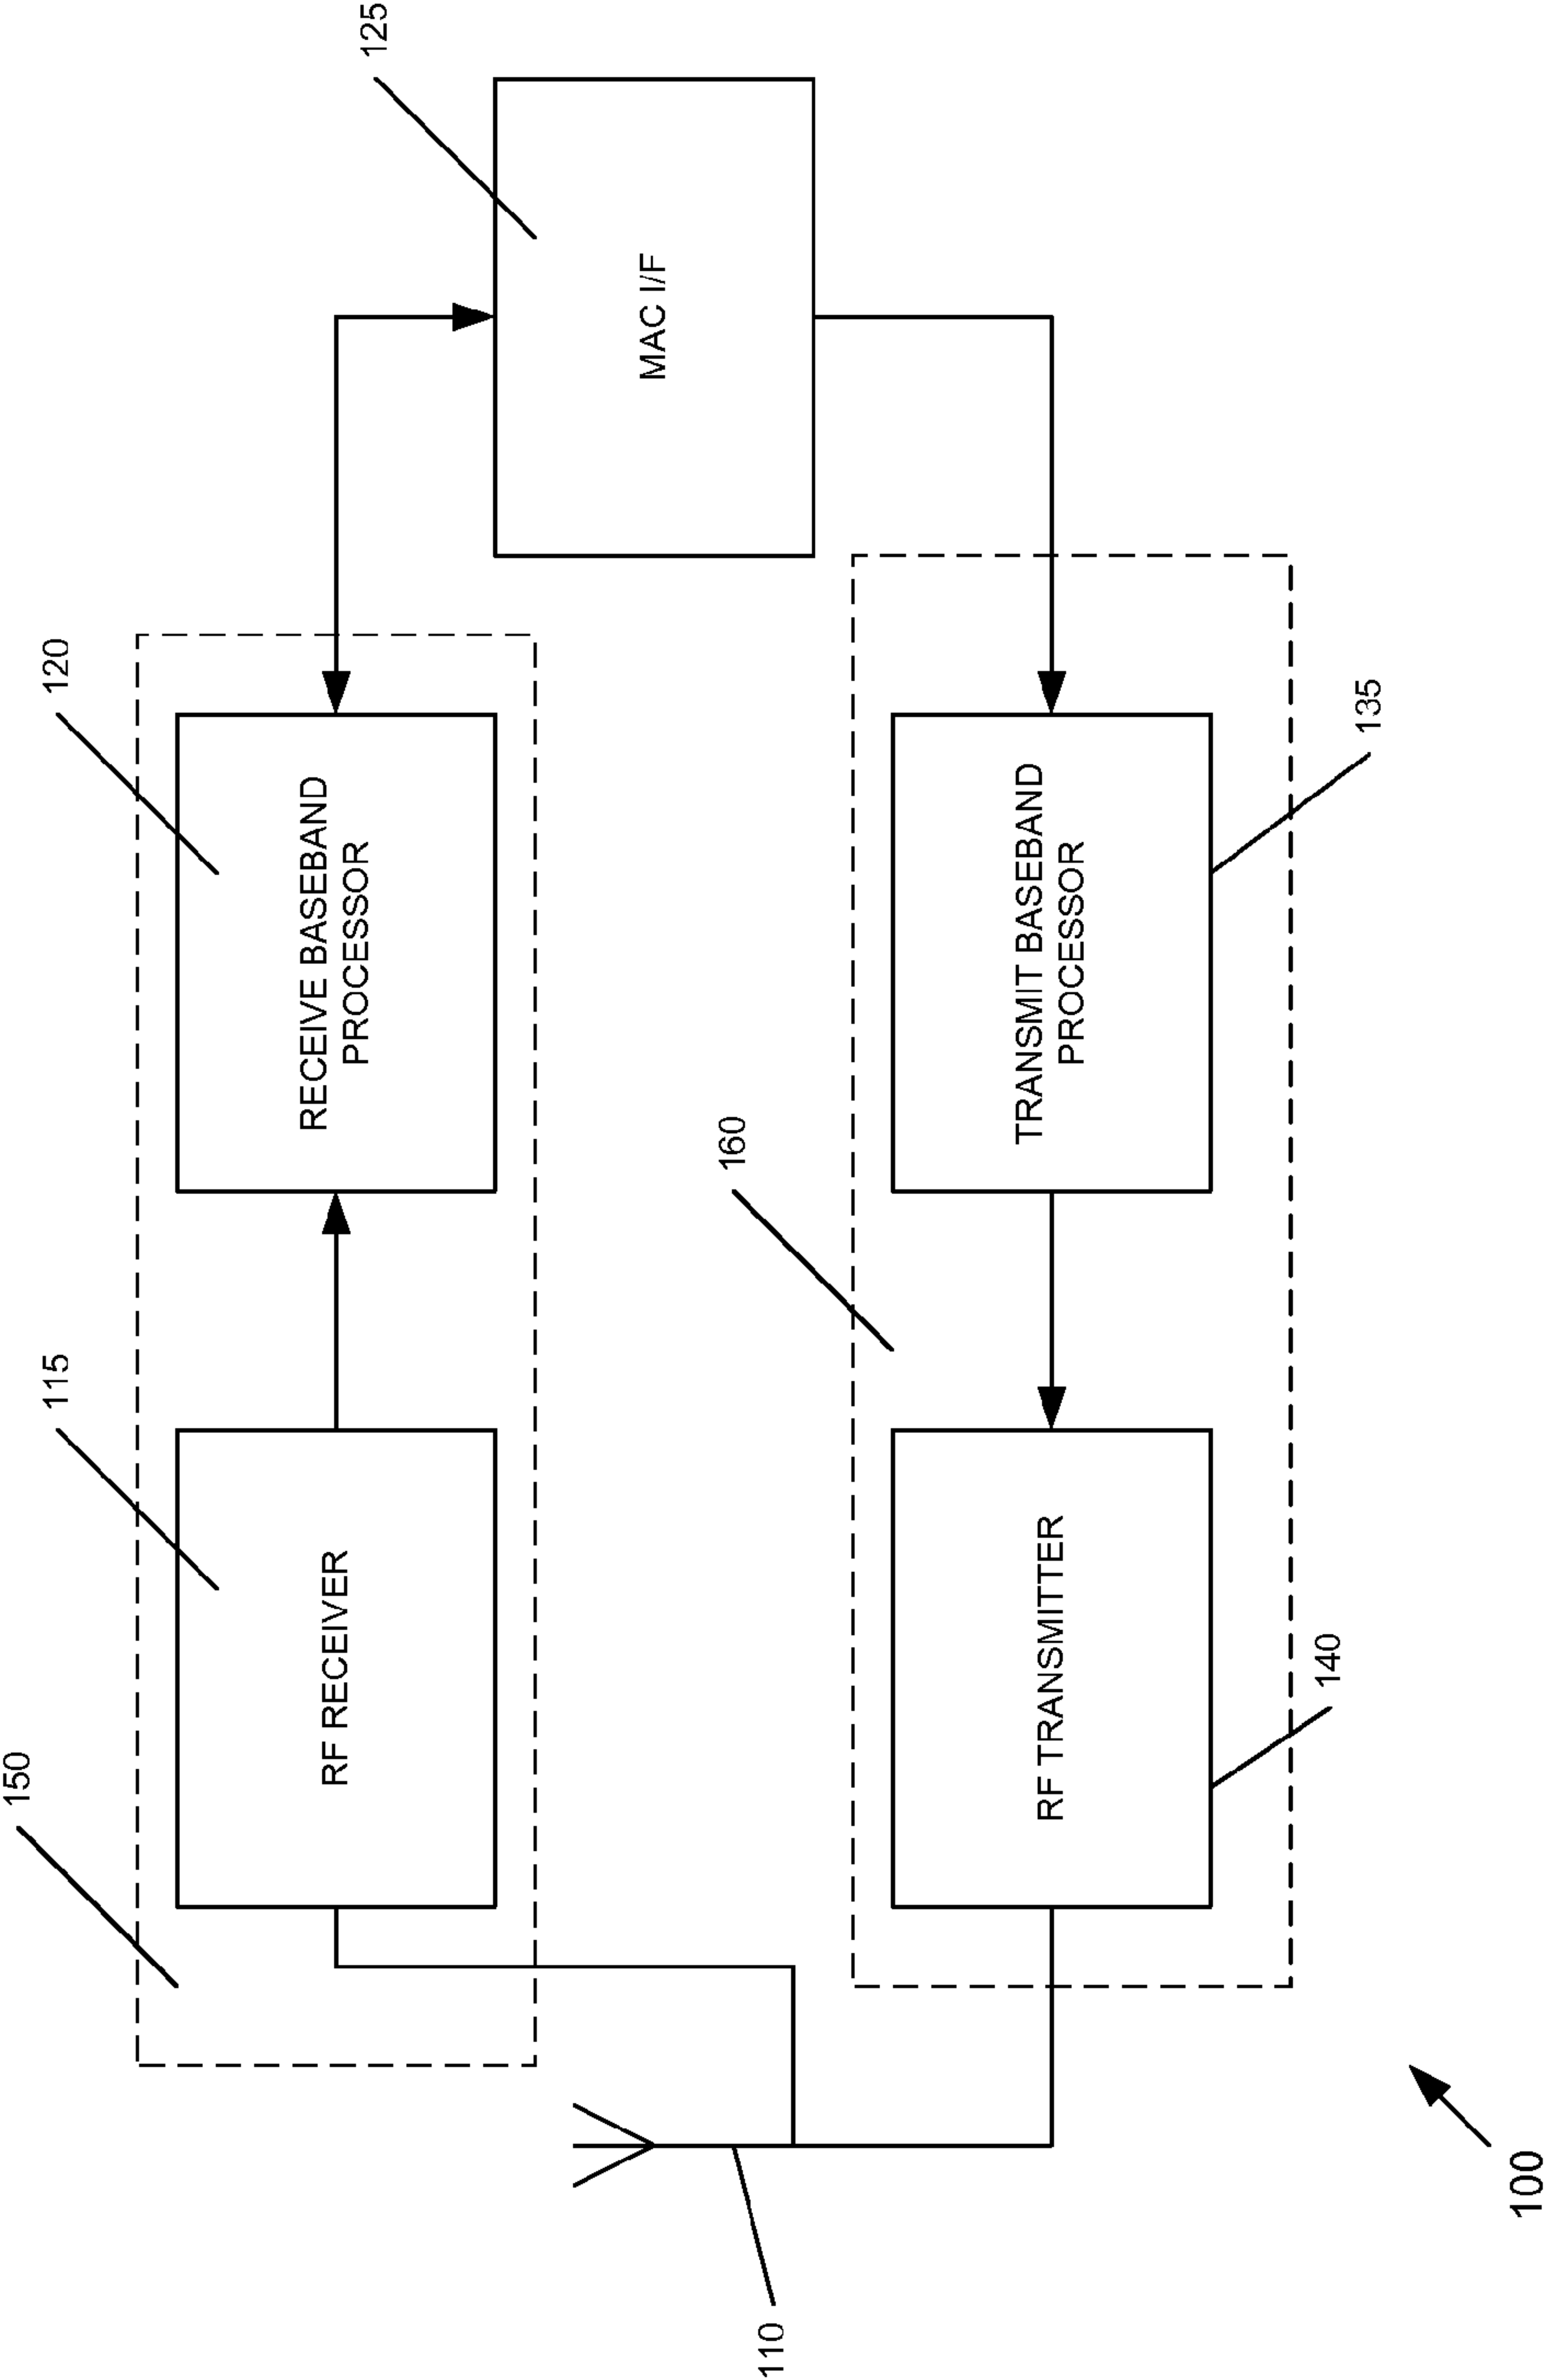 150
115
120
125
RF RECEIVER
RECEIVE BASEBAND
PROCESSOR
MAC I/F
160
110
RF TRANSMITTER
TRANSMIT BASEBAND
PROCESSOR
140
135
100